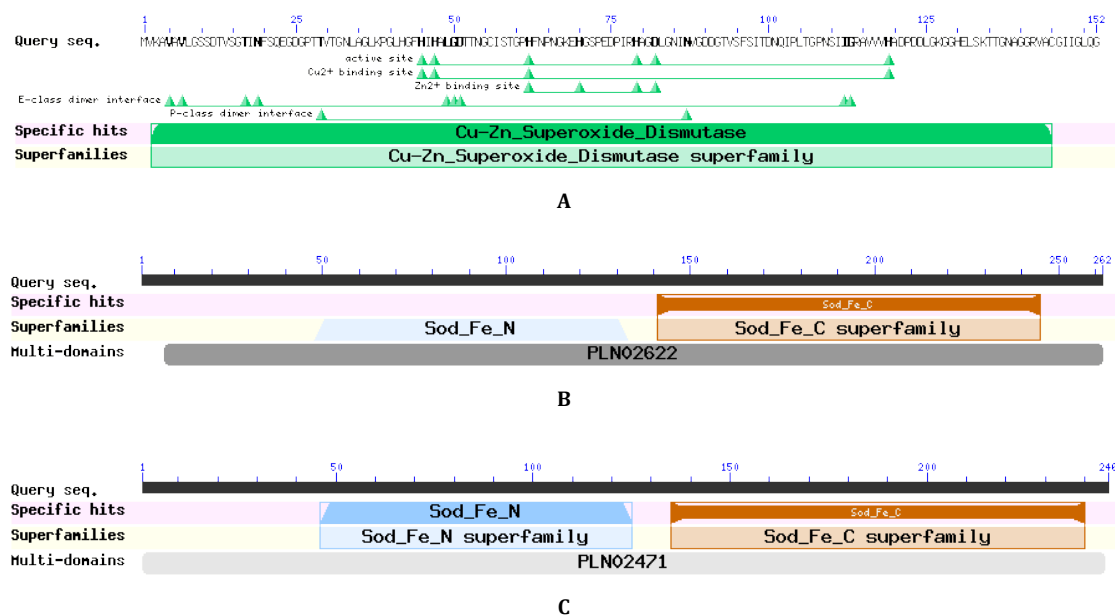 1 25 50 75 100 125 152
Query seq. MVKAVAVLGSSDTVSGTINFSQEGDGPTTVTGNLAGLKPGLHGFHIHALGDTTNGCISTGPHFNPNGKEHGSPEDPIRHAGDLGNINVGDDGTVSFSITDNQIPLTGPNSIIGRAVVVHADPDDLGKGGHELSKTTGNAGGRVACGIIGLQG
active site
Cu2+ binding site
Zn2+ binding site
E-class dimer interface
P-class dimer interface
Specific hits Cu-Zn_Superoxide_Dismutase
Superfamilies Cu-Zn_Superoxide_Dismutase superfamily
A
1 50 100 150 200 250 262
Query seq.
Specific hits Sod_Fe_C
Superfamilies Sod_Fe_N Sod_Fe_C superfamily
Multi-domains PLN02622
B
1 50 100 150 200 246
Query seq.
Specific hits Sod_Fe_N Sod_Fe_C
Superfamilies Sod_Fe_N superfamily Sod_Fe_C superfamily
Multi-domains PLN02471
C